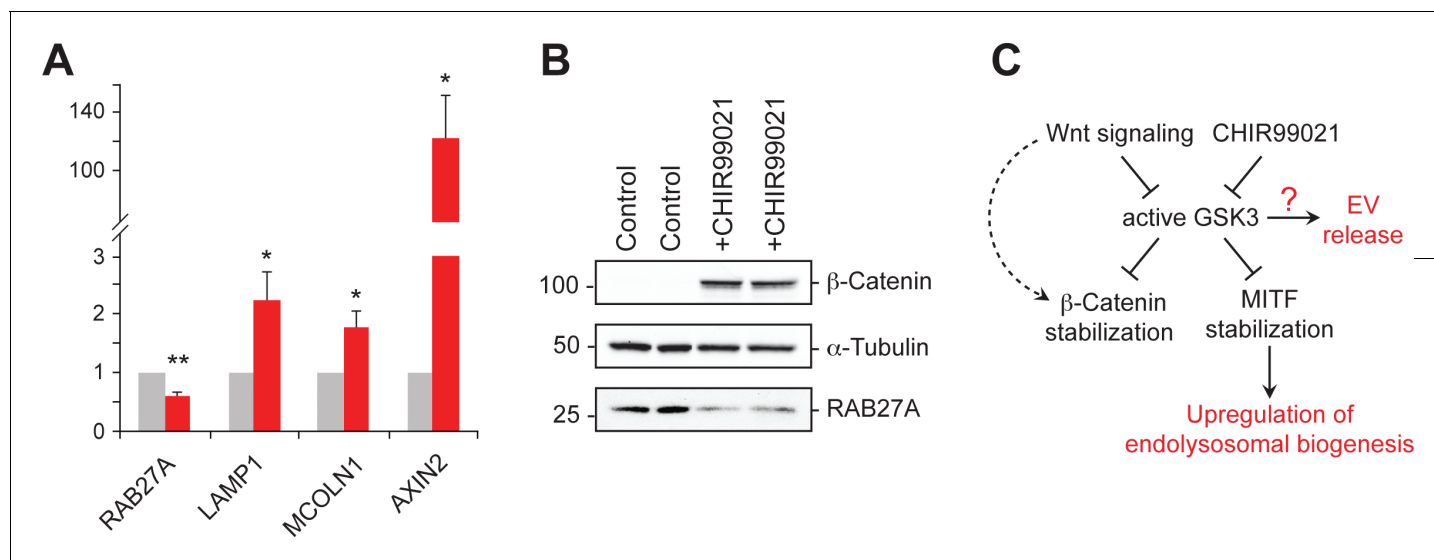 A
140
100
3
2
1
0
**
*
*
*
RAB27A
LAMP1
MCOLN1
AXIN2
B
Control
Control
+CHIR99021
+CHIR99021
100
β-Catenin
50
α-Tubulin
25
RAB27A
C
Wnt signaling
CHIR99021
active GSK3
?
EV
release
β-Catenin
stabilization
MITF
stabilization
Upregulation of
endolysosomal biogenesis